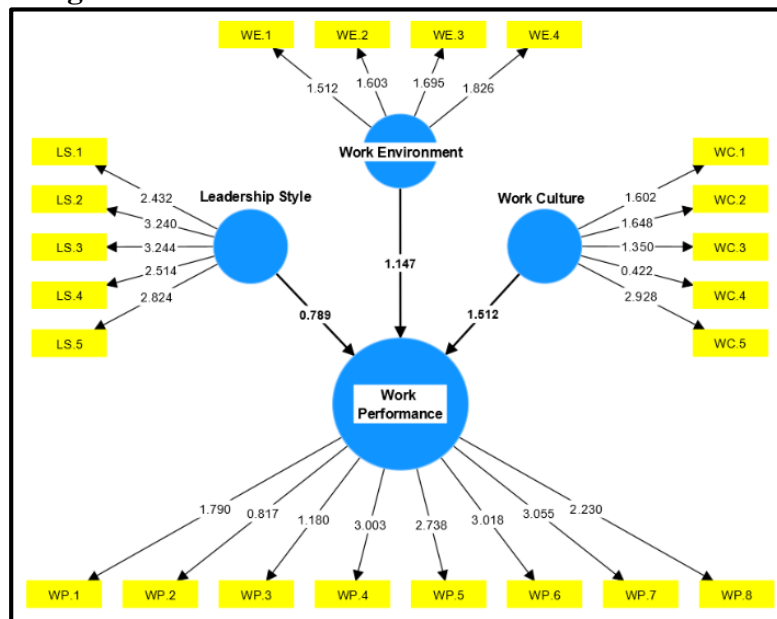 WE.1 WE.2 WE.3 WE.4
1.512 1.603 1.695 1.826
Work Environment
LS.1
LS.2
LS.3
LS.4
LS.5
2.432
3.240
3.244
2.514
2.824
Leadership Style
Work Culture
1.602
1.648
1.350
0.422
2.928
WC.1
WC.2
WC.3
WC.4
WC.5
0.789
1.147
1.512
Work
Performance
1.790 0.817 1.180 3.003 2.738 3.018 3.055 2.230
WP.1 WP.2 WP.3 WP.4 WP.5 WP.6 WP.7 WP.8